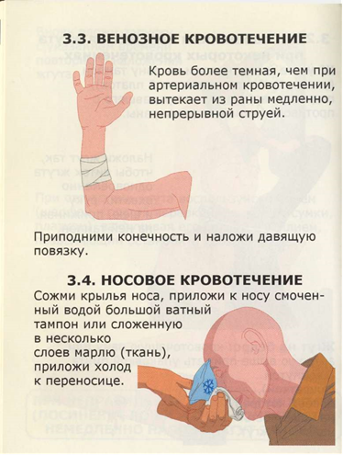 3.3. ВЕНОЗНОЕ КРОВОТЕЧЕНИЕ
Кровь более темная, чем при
артериальном кровотечении,
вытекает из раны медленно,
непрерывной струей.
Приподними конечность и наложи давящую
повязку.
3.4. НОСОВОЕ КРОВОТЕЧЕНИЕ
Сожми крылья носа, приложи к носу смочен-
ный водой большой ватный
тампон или сложенную
в несколько
слоев марлю (ткань),
приложи холод
к переносице.